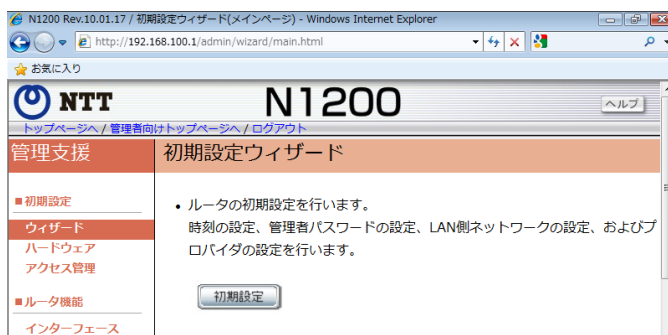 N1200 Rev.10.01.17 / 初期設定ウィザード(メインページ) - Windows Internet Explorer
http://192.168.100.1/admin/wizard/main.html
お気に入り
NTT N1200 ヘルプ
トップページへ / 管理者向けトップページへ / ログアウト
管理支援
初期設定ウィザード
■初期設定
ウィザード
ハードウェア
アクセス管理
■ルータ機能
インターフェース
• ルータの初期設定を行います。
時刻の設定、管理者パスワードの設定、LAN側ネットワークの設定、およびプ
ロバイダの設定を行います。
初期設定